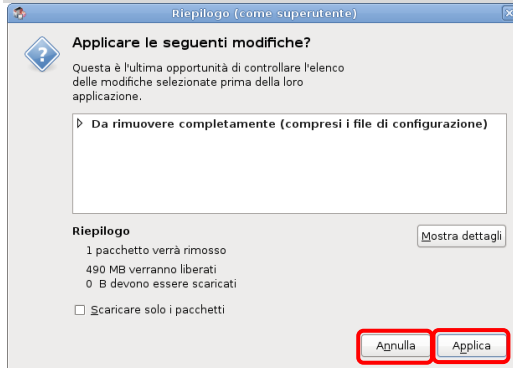 Riepilogo (come superutente)
Applicare le seguenti modifiche?
Questa è l'ultima opportunità di controllare l'elenco
delle modifiche selezionate prima della loro
applicazione.
Da rimuovere completamente (compresi i file di configurazione)
Riepilogo
Mostra dettagli
1 pacchetto verrà rimosso
490 MB verranno liberati
0 B devono essere scaricati
Scaricare solo i pacchetti
Annulla Applica